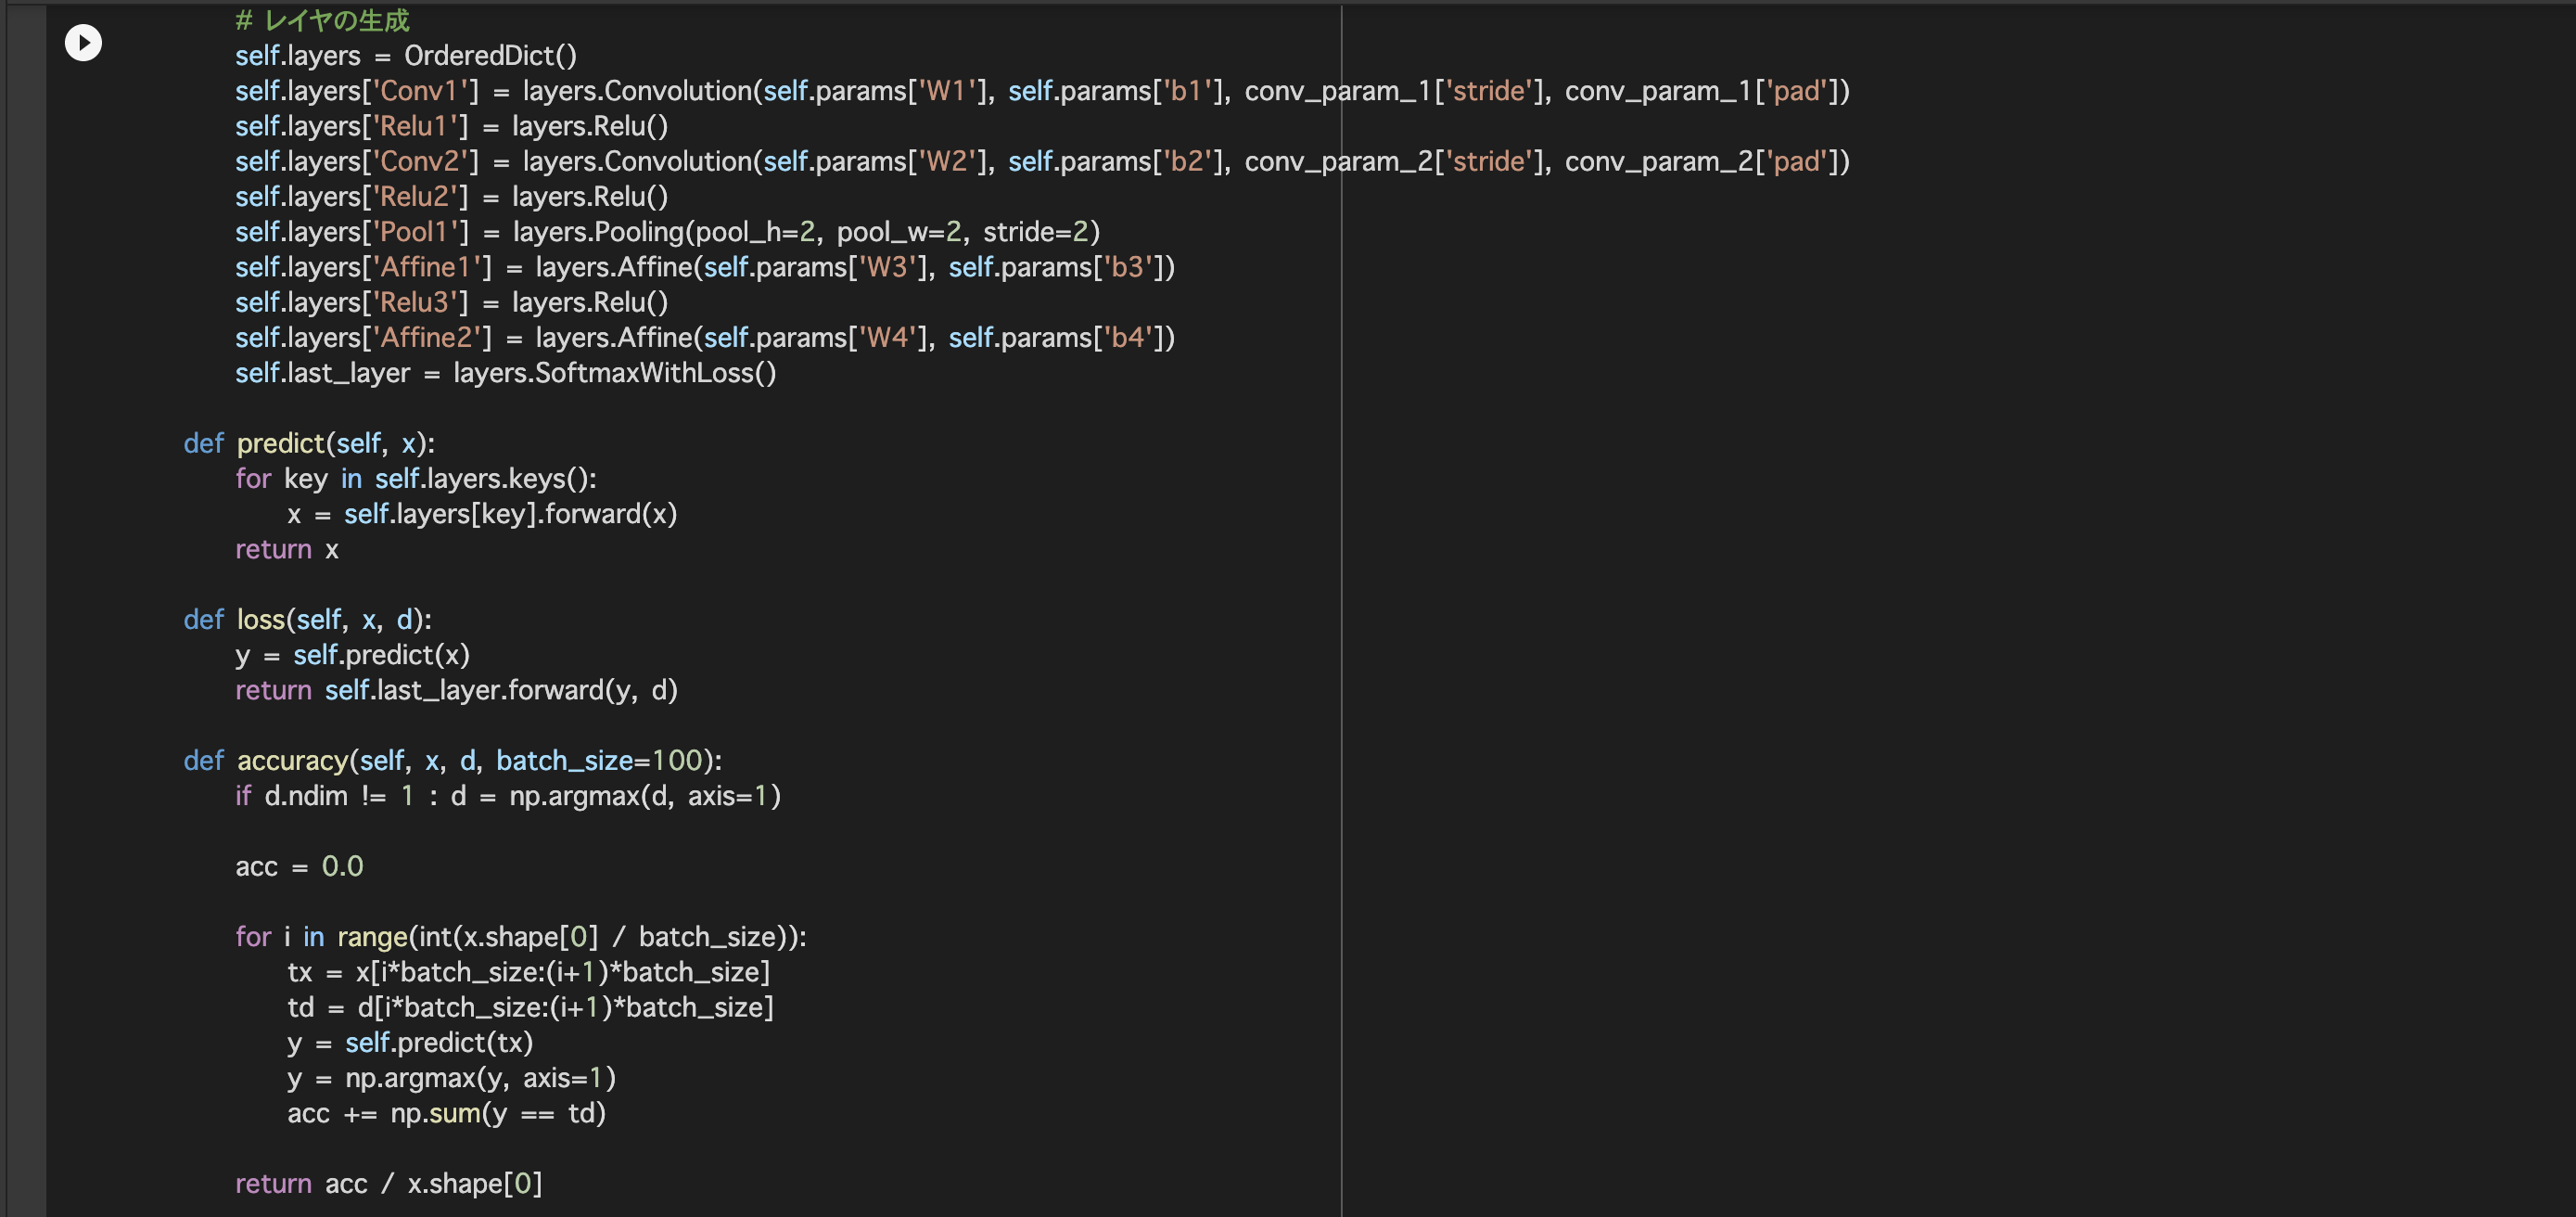 # レイヤの生成
self.layers = OrderedDict()
self.layers['Conv1'] = layers.Convolution(self.params['W1'], self.params['b1'], conv_param_1['stride'], conv_param_1['pad'])
self.layers['Relu1'] = layers.Relu()
self.layers['Conv2'] = layers.Convolution(self.params['W2'], self.params['b2'], conv_param_2['stride'], conv_param_2['pad'])
self.layers['Relu2'] = layers.Relu()
self.layers['Pool1'] = layers.Pooling(pool_h=2, pool_w=2, stride=2)
self.layers['Affine1'] = layers.Affine(self.params['W3'], self.params['b3'])
self.layers['Relu3'] = layers.Relu()
self.layers['Affine2'] = layers.Affine(self.params['W4'], self.params['b4'])
self.last_layer = layers.SoftmaxWithLoss()
def predict(self, x):
for key in self.layers.keys():
x = self.layers[key].forward(x)
return x
def loss(self, x, d):
y = self.predict(x)
return self.last_layer.forward(y, d)
def accuracy(self, x, d, batch_size=100):
if d.ndim != 1 : d = np.argmax(d, axis=1)
acc = 0.0
for i in range(int(x.shape[0] / batch_size)):
tx = x[i*batch_size:(i+1)*batch_size]
td = d[i*batch_size:(i+1)*batch_size]
y = self.predict(tx)
y = np.argmax(y, axis=1)
acc += np.sum(y == td)
return acc / x.shape[0]